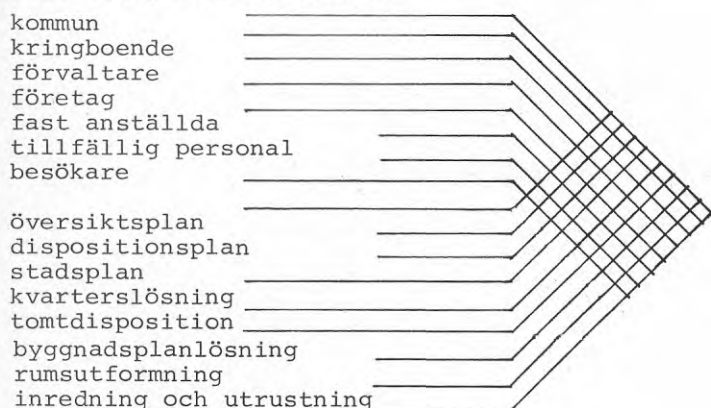 kommun
kringboende
förvaltare
företag
fast anställda
tillfällig personal
besökare
översiktsplan
dispositionsplan
stadsplan
kvarterslösning
tomtdisposition
byggnadsplanlösning
rumsutformning
inredning och utrustning